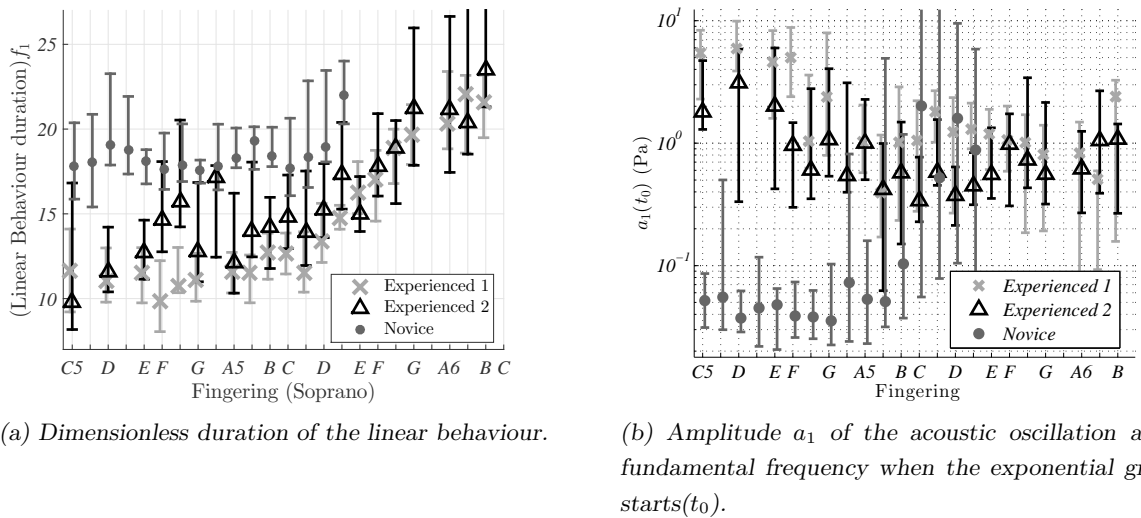 (Linear Behaviour duration)f1
25
20
15
10
Experienced 1
Experienced 2
Novice
C5 D E F G A5 B C D E F G A6 B C
Fingering (Soprano)
(a) Dimensionless duration of the linear behaviour.
a1(t0) (Pa)
10^1
10^0
10^-1
Experienced 1
Experienced 2
Novice
C5 D E F G A5 B C D E F G A6 B
Fingering
(b) Amplitude a1 of the acoustic oscillation a
fundamental frequency when the exponential gr
starts(t0).